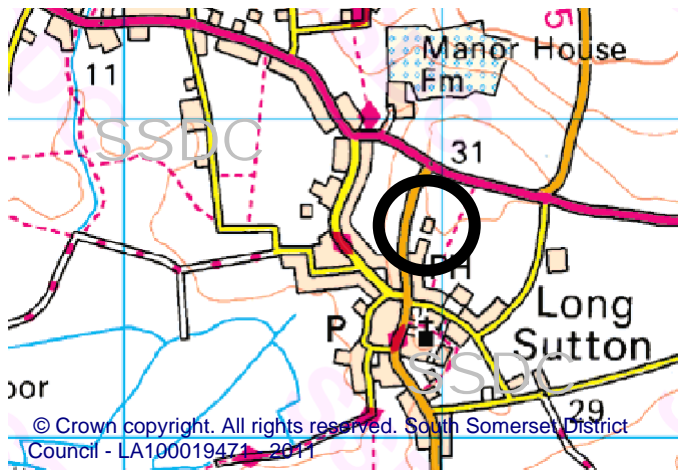 5
Manor House
Fm
11
SSDC
31
PH
Long
Sutton
P
SSDC
oor
29
© Crown copyright. All rights reserved. South Somerset District
Council - LA100019471 - 2011